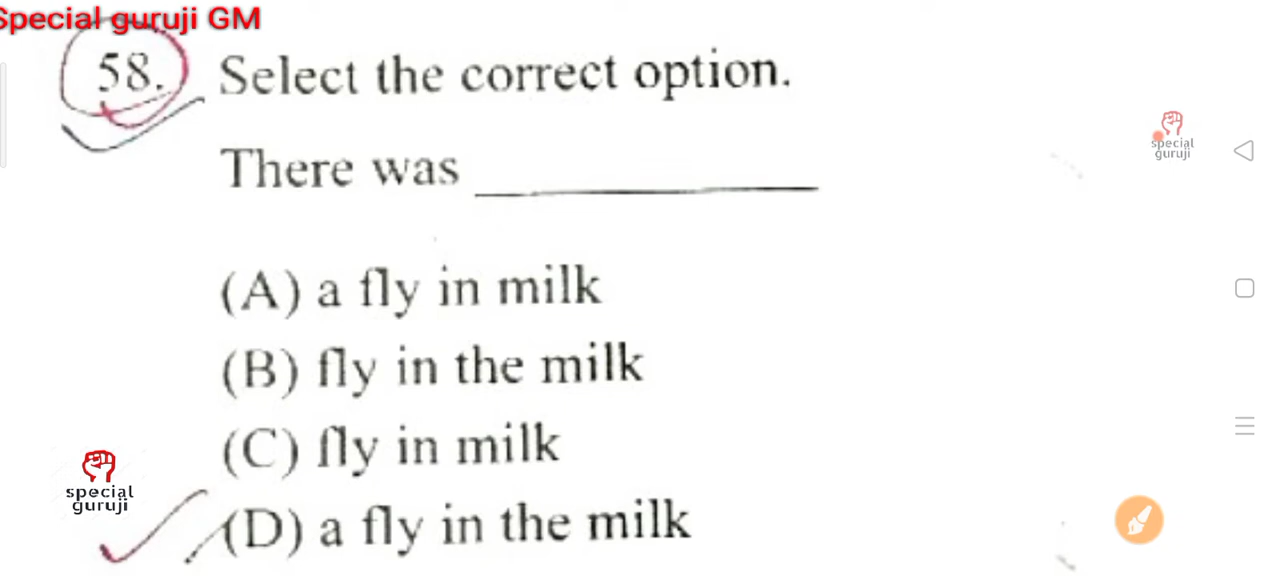 Special guruji GM
58. Select the correct option.
There was ___________
(A) a fly in milk
(B) fly in the milk
(C) fly in milk
(D) a fly in the milk
special
guruji
special
guruji